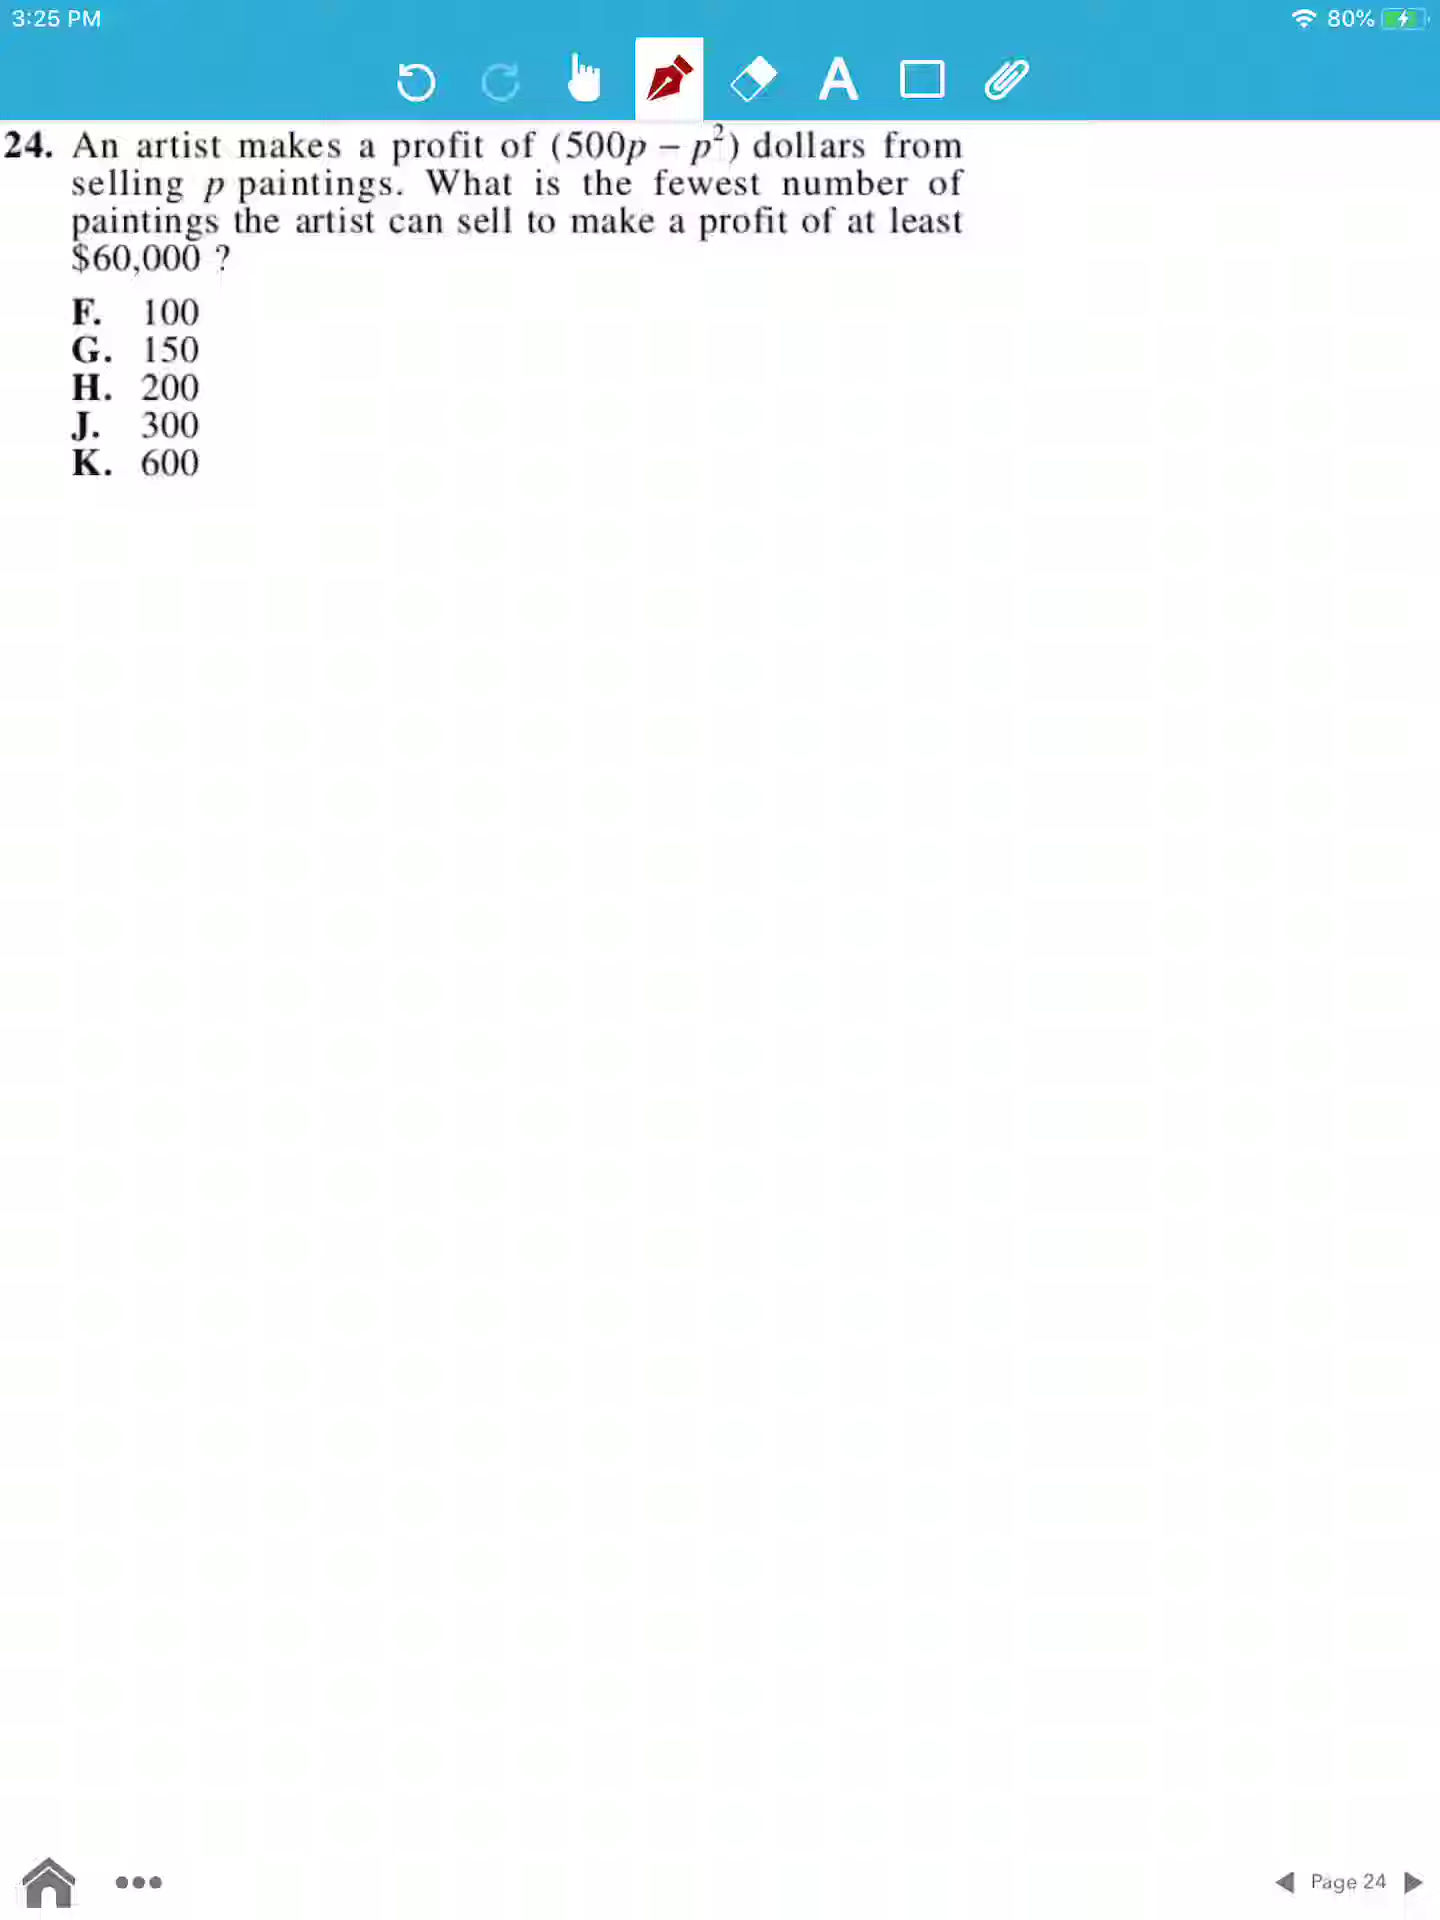 3:25 PM
80%
A
24. An artist makes a profit of (500p − p²) dollars from
selling p paintings. What is the fewest number of
paintings the artist can sell to make a profit of at least
$60,000 ?
F. 100
G. 150
H. 200
J. 300
K. 600
Page 24